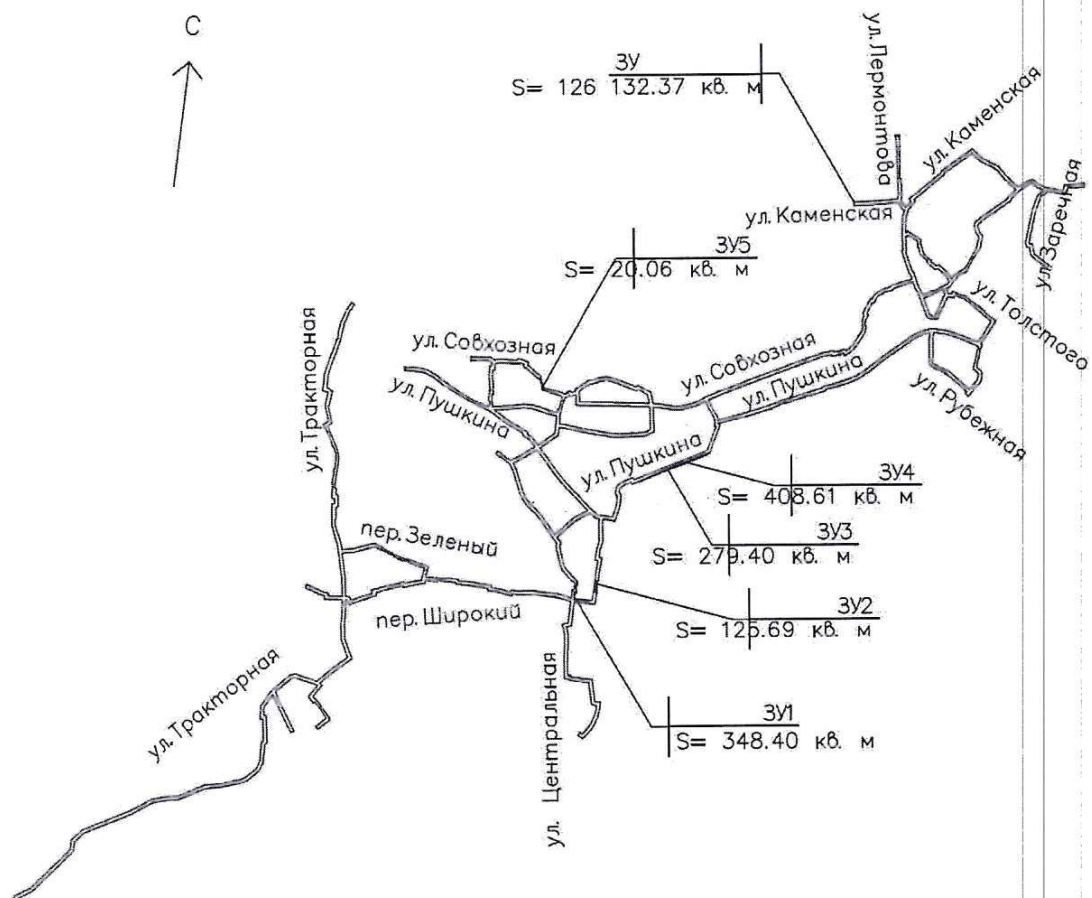 С
ул. Лермонтова
ЗУ
S= 126 132.37 кв. м
ул. Каменская
ул. Каменская
ул. Заречная
ЗУ5
S= 20.06 кв. м
ул. Толстого
ул. Тракторная
ул. Совхозная
ул. Совхозная
ул. Пушкина
ул. Пушкина
ул. Рубежная
ул. Пушкина
ЗУ4
S= 408.61 кв. м
ЗУ3
S= 279.40 кв. м
пер. Зеленый
пер. Широкий
ЗУ2
S= 125.69 кв. м
ул. Тракторная
ул. Центральная
ЗУ1
S= 348.40 кв. м